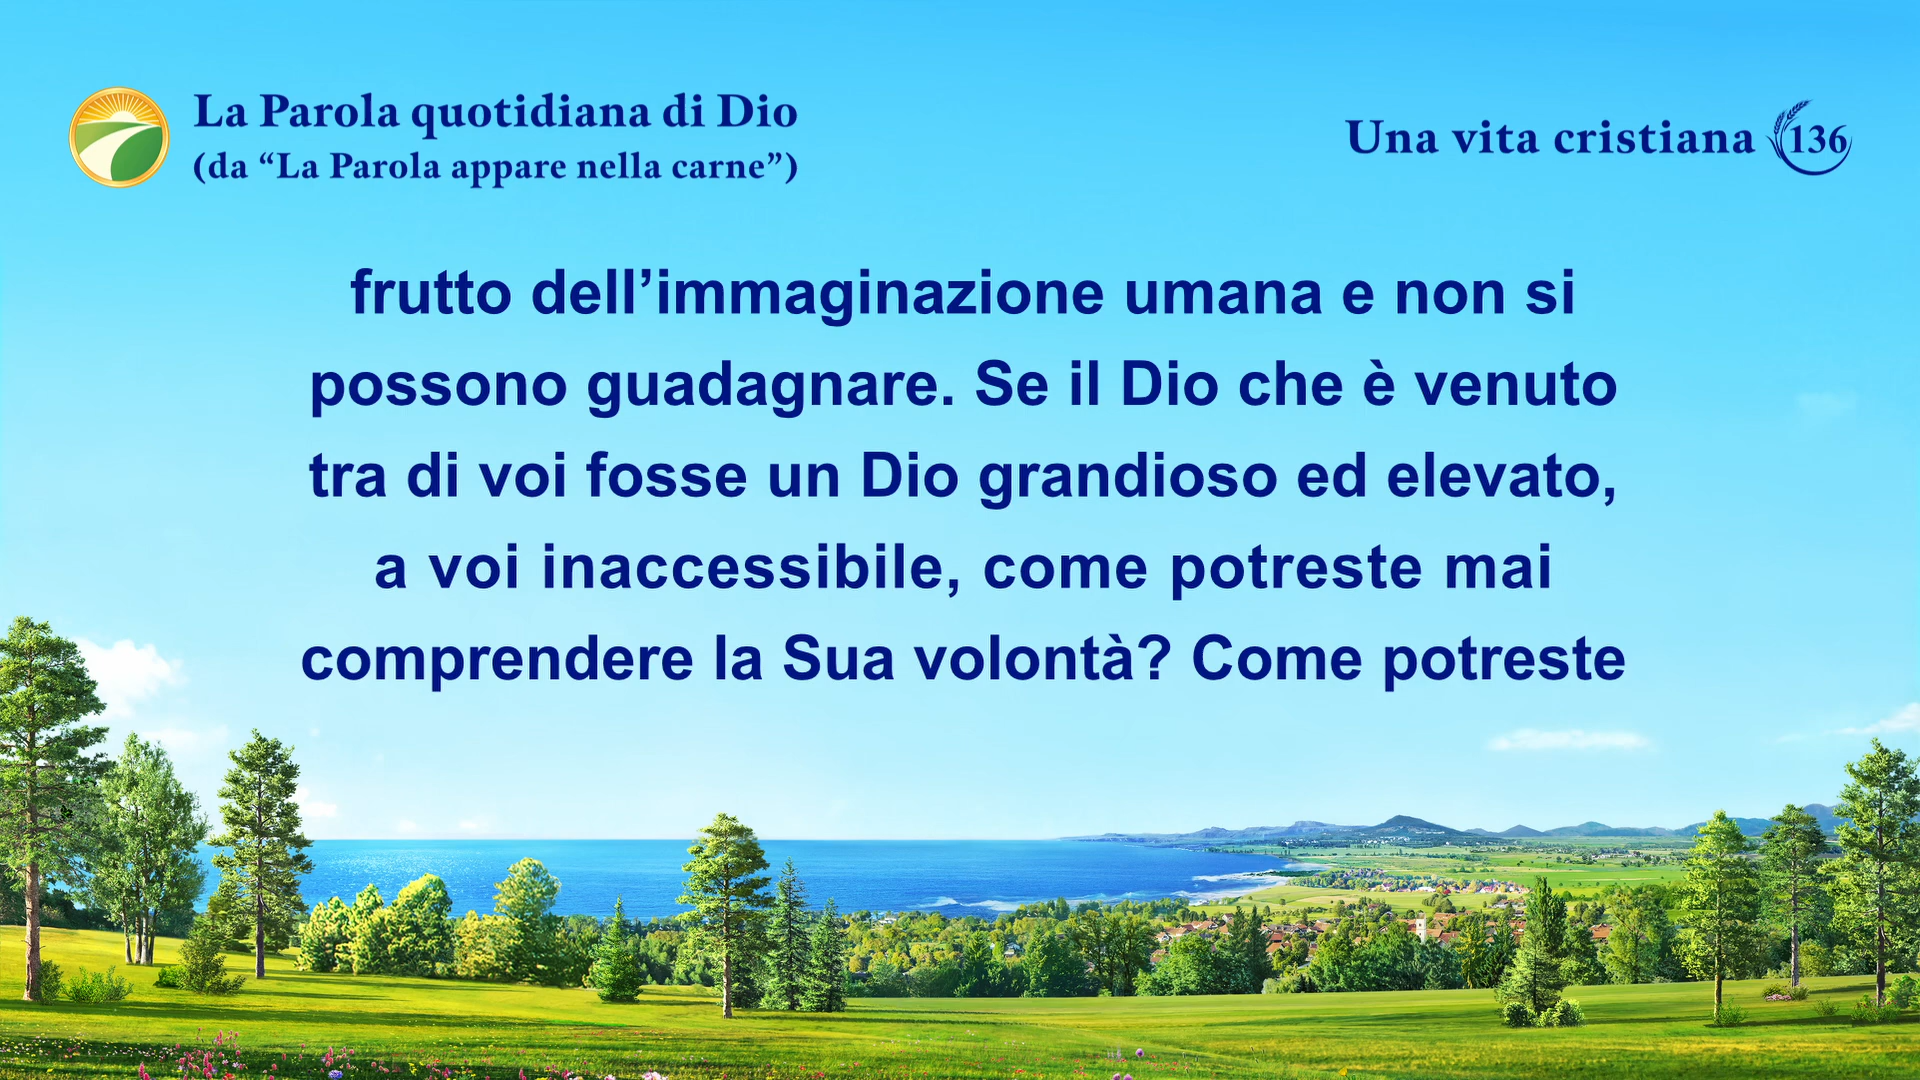 La Parola quotidiana di Dio
(da “La Parola appare nella carne”)
Una vita cristiana 136
frutto dell’immaginazione umana e non si
possono guadagnare. Se il Dio che è venuto
tra di voi fosse un Dio grandioso ed elevato,
a voi inaccessibile, come potreste mai
comprendere la Sua volontà? Come potreste